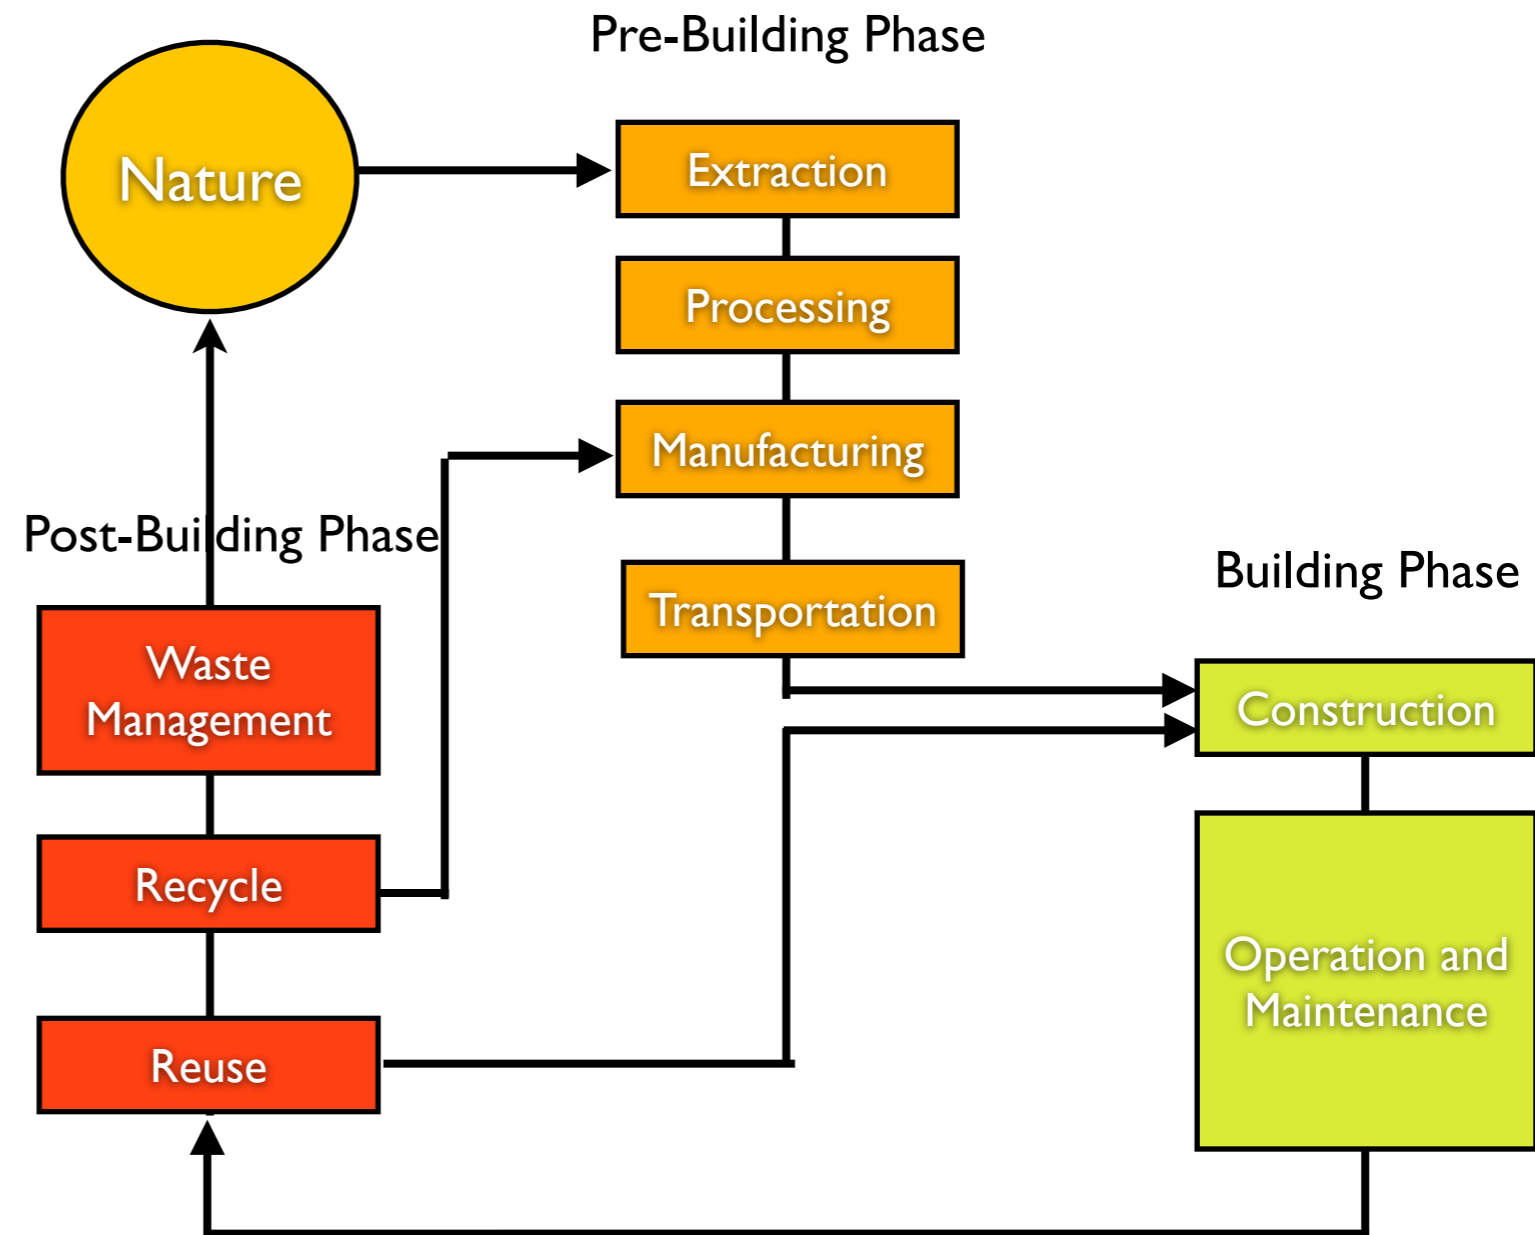 Pre-Building Phase
Nature
Extraction
Processing
Manufacturing
Transportation
Post-Building Phase
Waste
Management
Recycle
Reuse
Building Phase
Construction
Operation and
Maintenance